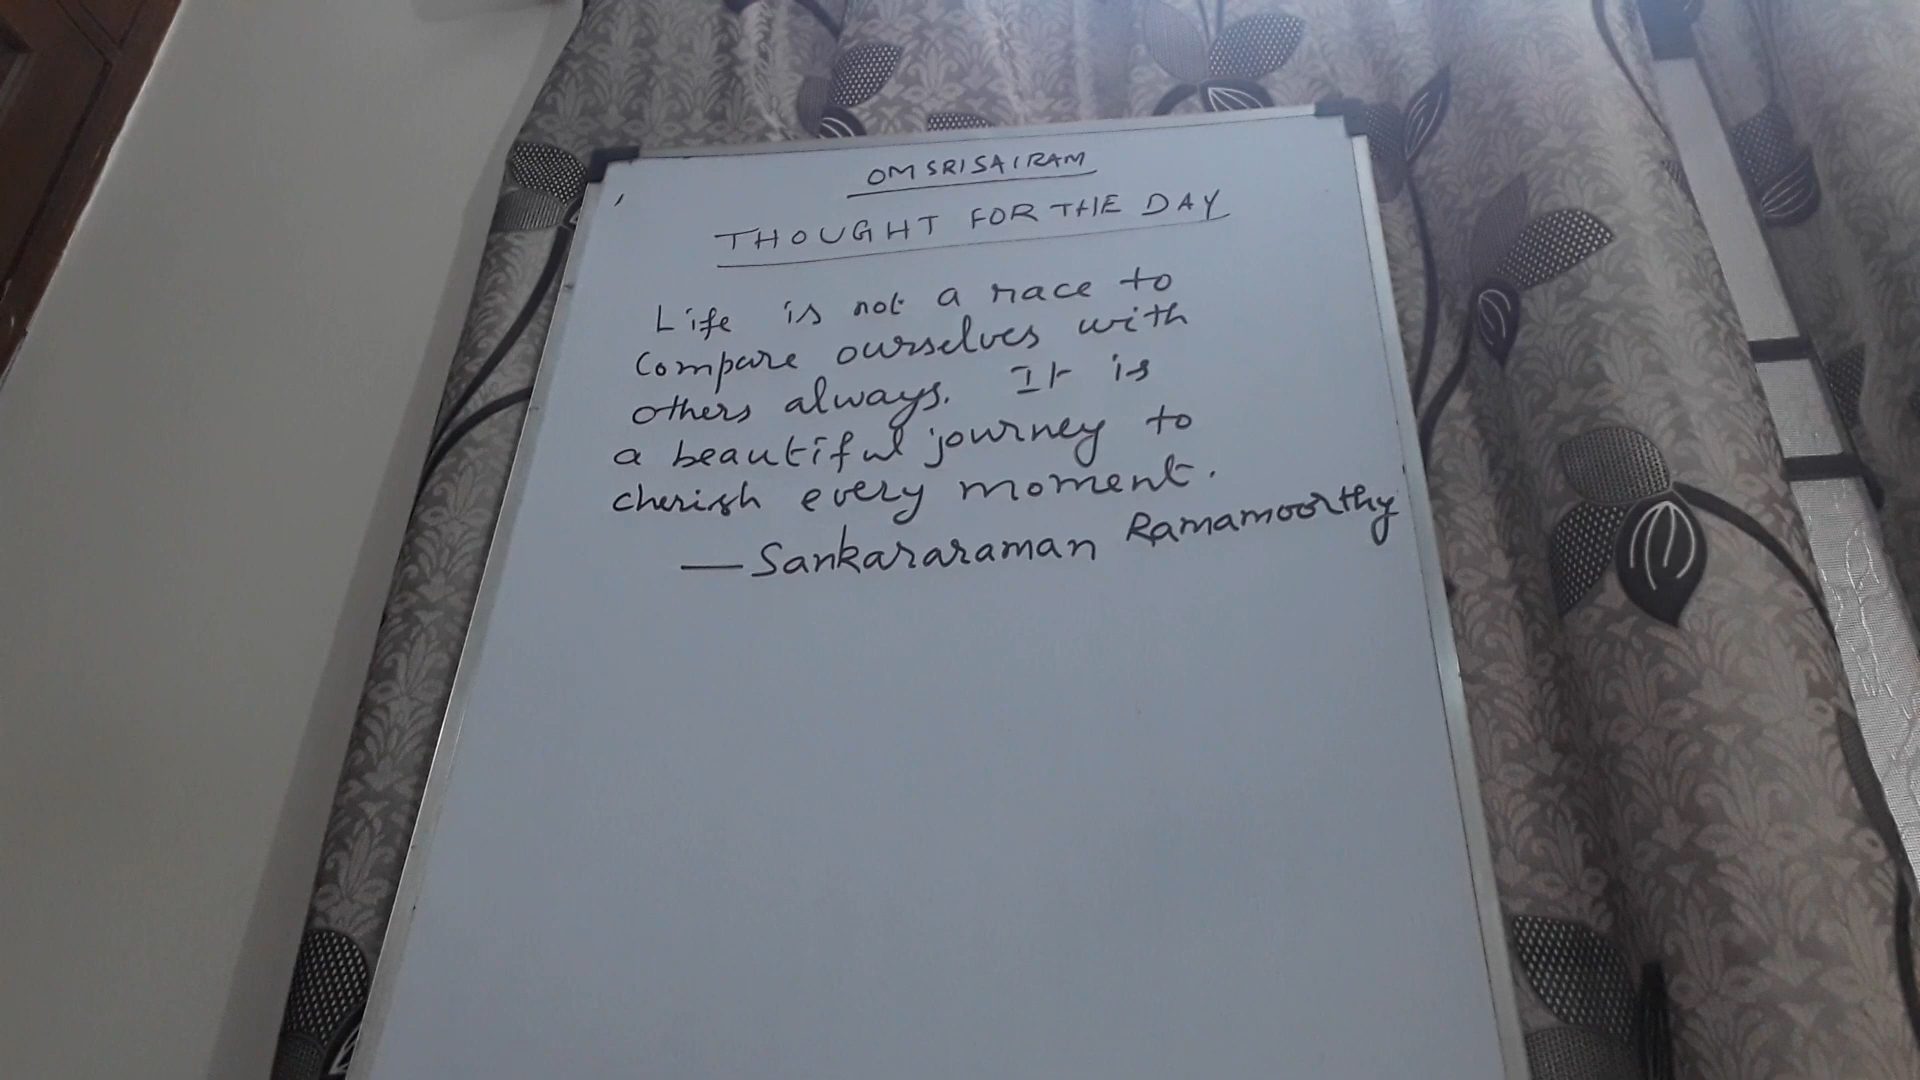 OM SRI SAI RAM
THOUGHT FOR THE DAY
Life is not a race to
compare ourselves with
others always. It is
a beautiful journey to
cherish every moment.
— Sankararaman Ramamoorthy